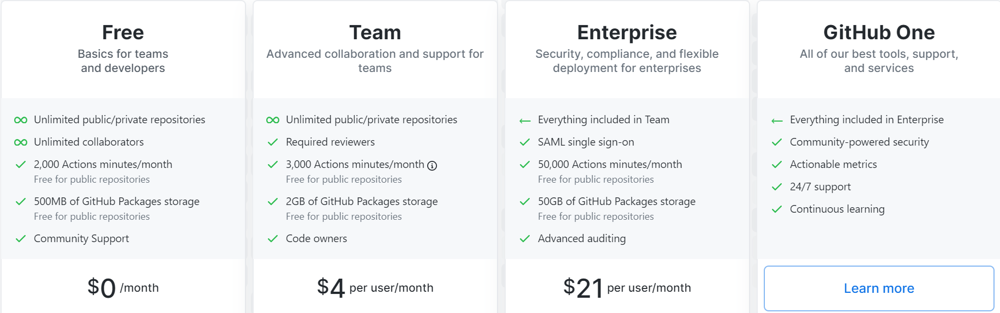 Free
Basics for teams
and developers
Unlimited public/private repositories
Unlimited collaborators
2,000 Actions minutes/month
Free for public repositories
500MB of GitHub Packages storage
Free for public repositories
Community Support
$0 /month
Team
Advanced collaboration and support for
teams
Unlimited public/private repositories
Required reviewers
3,000 Actions minutes/month
Free for public repositories
2GB of GitHub Packages storage
Free for public repositories
Code owners
$4 per user/month
Enterprise
Security, compliance, and flexible
deployment for enterprises
Everything included in Team
SAML single sign-on
50,000 Actions minutes/month
Free for public repositories
50GB of GitHub Packages storage
Free for public repositories
Advanced auditing
$21 per user/month
GitHub One
All of our best tools, support,
and services
Everything included in Enterprise
Community-powered security
Actionable metrics
24/7 support
Continuous learning
Learn more